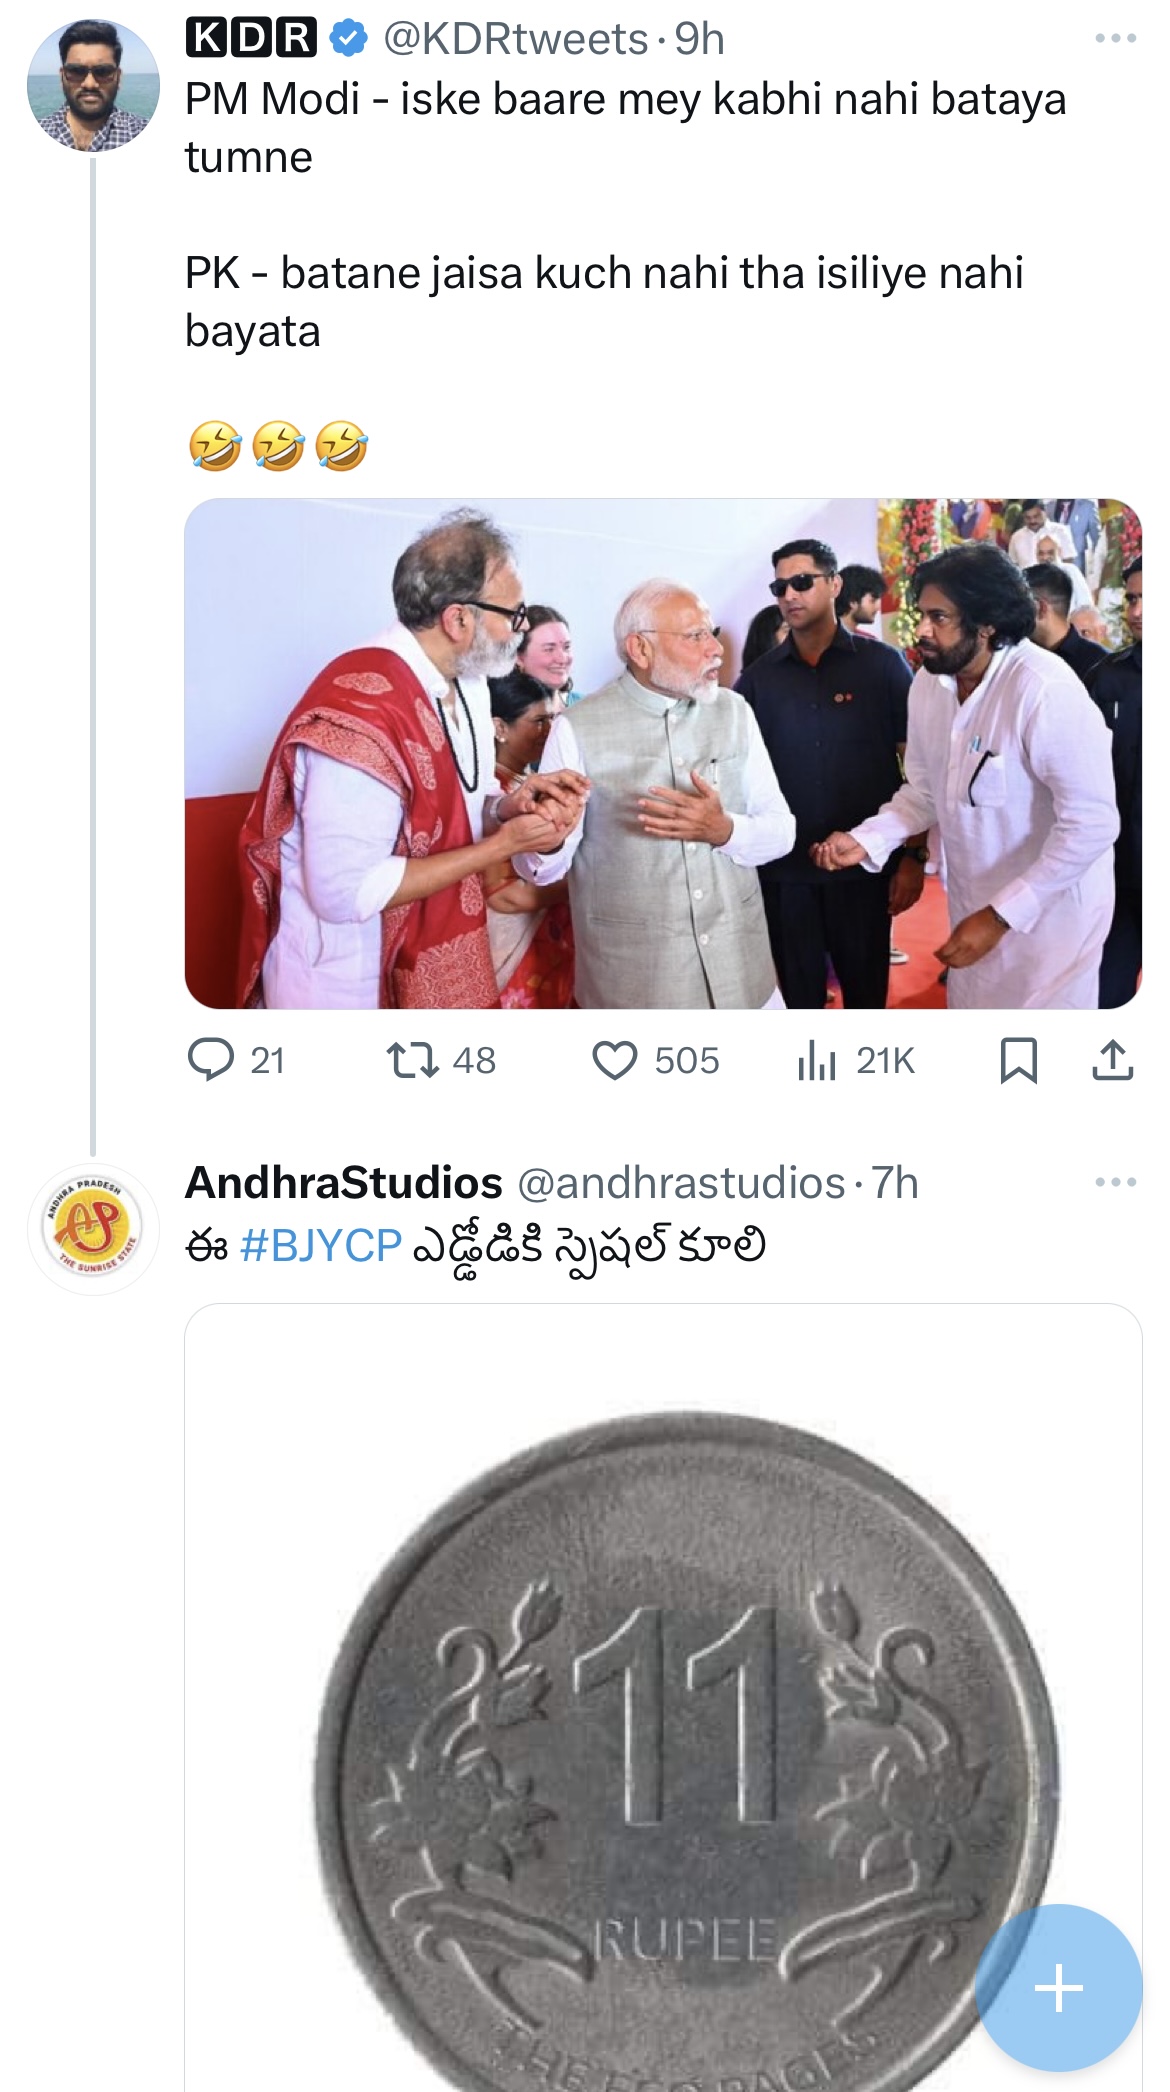 KDR @KDRtweets · 9h
PM Modi - iske baare mey kabhi nahi bataya
tumne
PK - batane jaisa kuch nahi tha isiliye nahi
bayata
🤣🤣🤣
21 48 505 21K
AndhraStudios @andhrastudios · 7h
ANDHRA PRADESH
AP
THE SUNRISE STATE
ఈ #BJYCP ఎడ్డోడికి స్పెషల్ కూలి
11
RUPEE